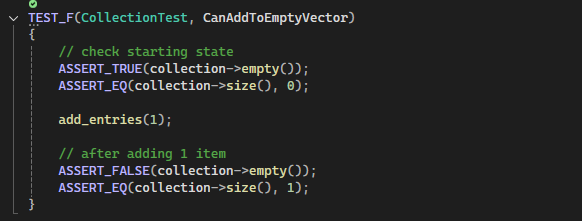 TEST_F(CollectionTest, CanAddToEmptyVector)
{
    // check starting state
    ASSERT_TRUE(collection->empty());
    ASSERT_EQ(collection->size(), 0);

    add_entries(1);

    // after adding 1 item
    ASSERT_FALSE(collection->empty());
    ASSERT_EQ(collection->size(), 1);
}